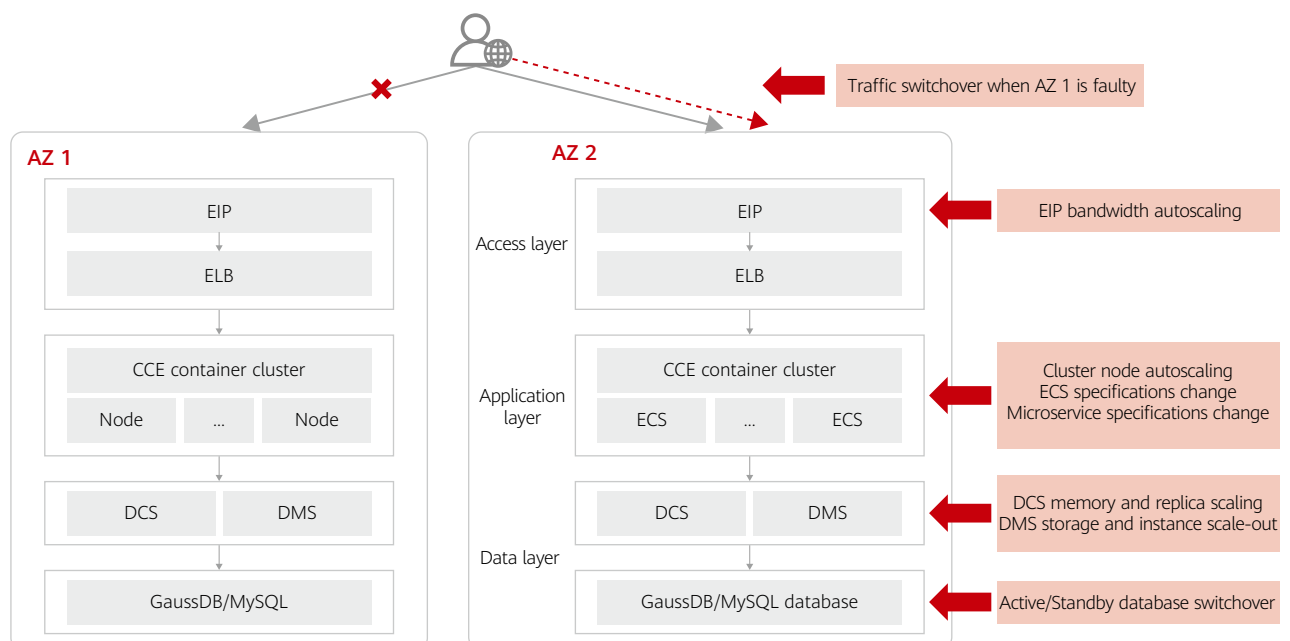 Traffic switchover when AZ 1 is faulty
AZ 1
EIP
ELB
CCE container cluster
Node
...
Node
DCS
DMS
GaussDB/MySQL
AZ 2
Access layer
EIP
ELB
Application
layer
CCE container cluster
ECS
...
ECS
Data layer
DCS
DMS
GaussDB/MySQL database
EIP bandwidth autoscaling
Cluster node autoscaling
ECS specifications change
Microservice specifications change
DCS memory and replica scaling
DMS storage and instance scale-out
Active/Standby database switchover